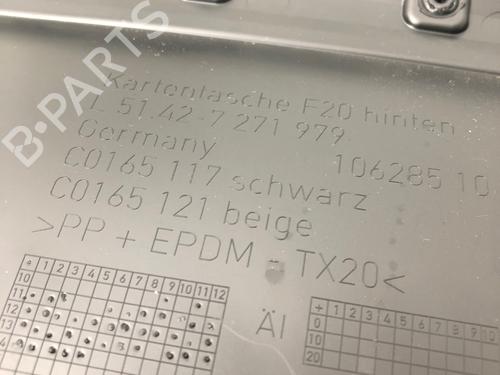 B-PARTS
Kartentasche F20 hinten
L 51.42-7 271 979
Germany 106285 10
C0165 117 schwarz
C0165 121 beige
>PP + EPDM - TX20<
1 2 3 4 5 6 7 8 9 10 11 12
10
11
12
13
ÄI
+ 1 2 3 4 5 6 7 8 9 10
0
10
20